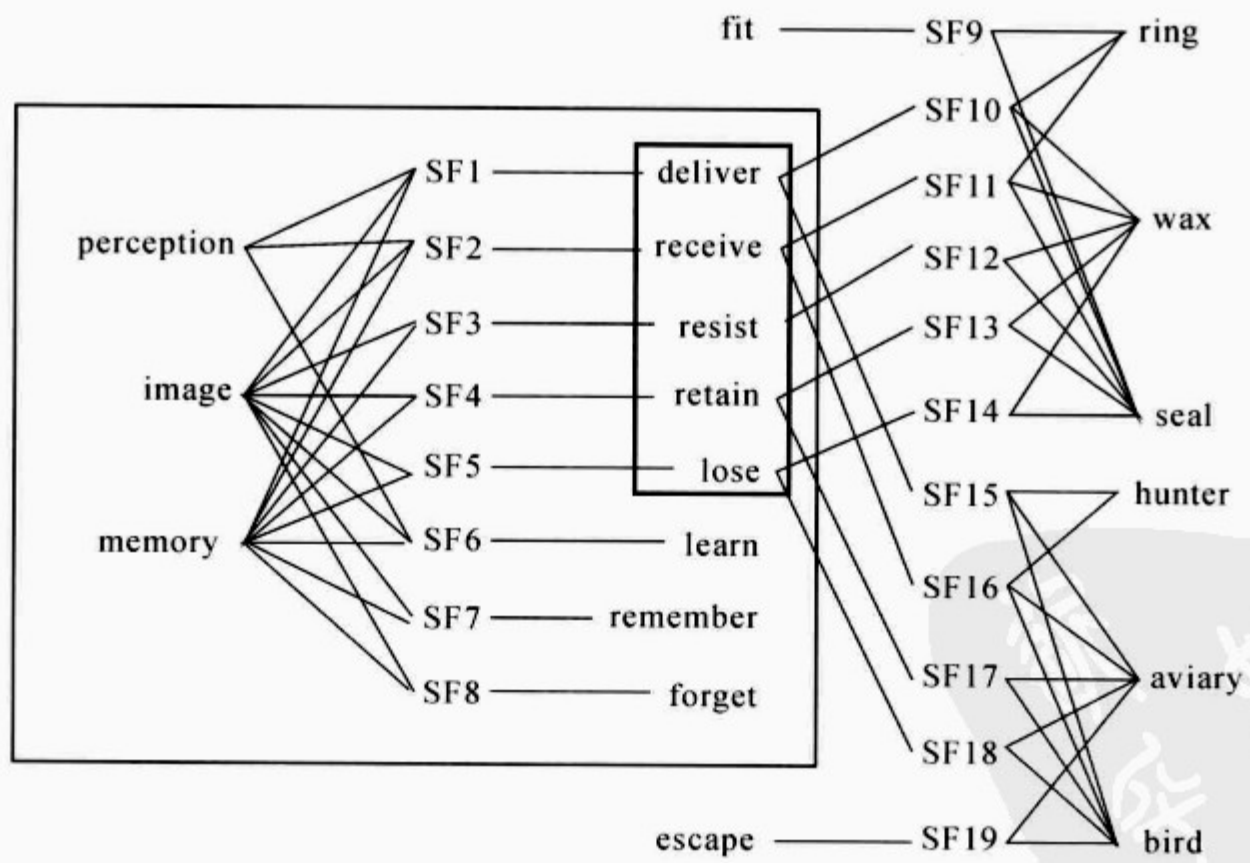 fit SF9 ring
SF10
SF1 deliver
SF11
wax
perception SF2 receive
SF12
SF3 resist SF13
image SF4 retain
SF14 seal
SF5 lose
SF15 hunter
memory SF6 learn
SF16
SF7 remember
SF17 aviary
SF8 forget
SF18
escape SF19 bird